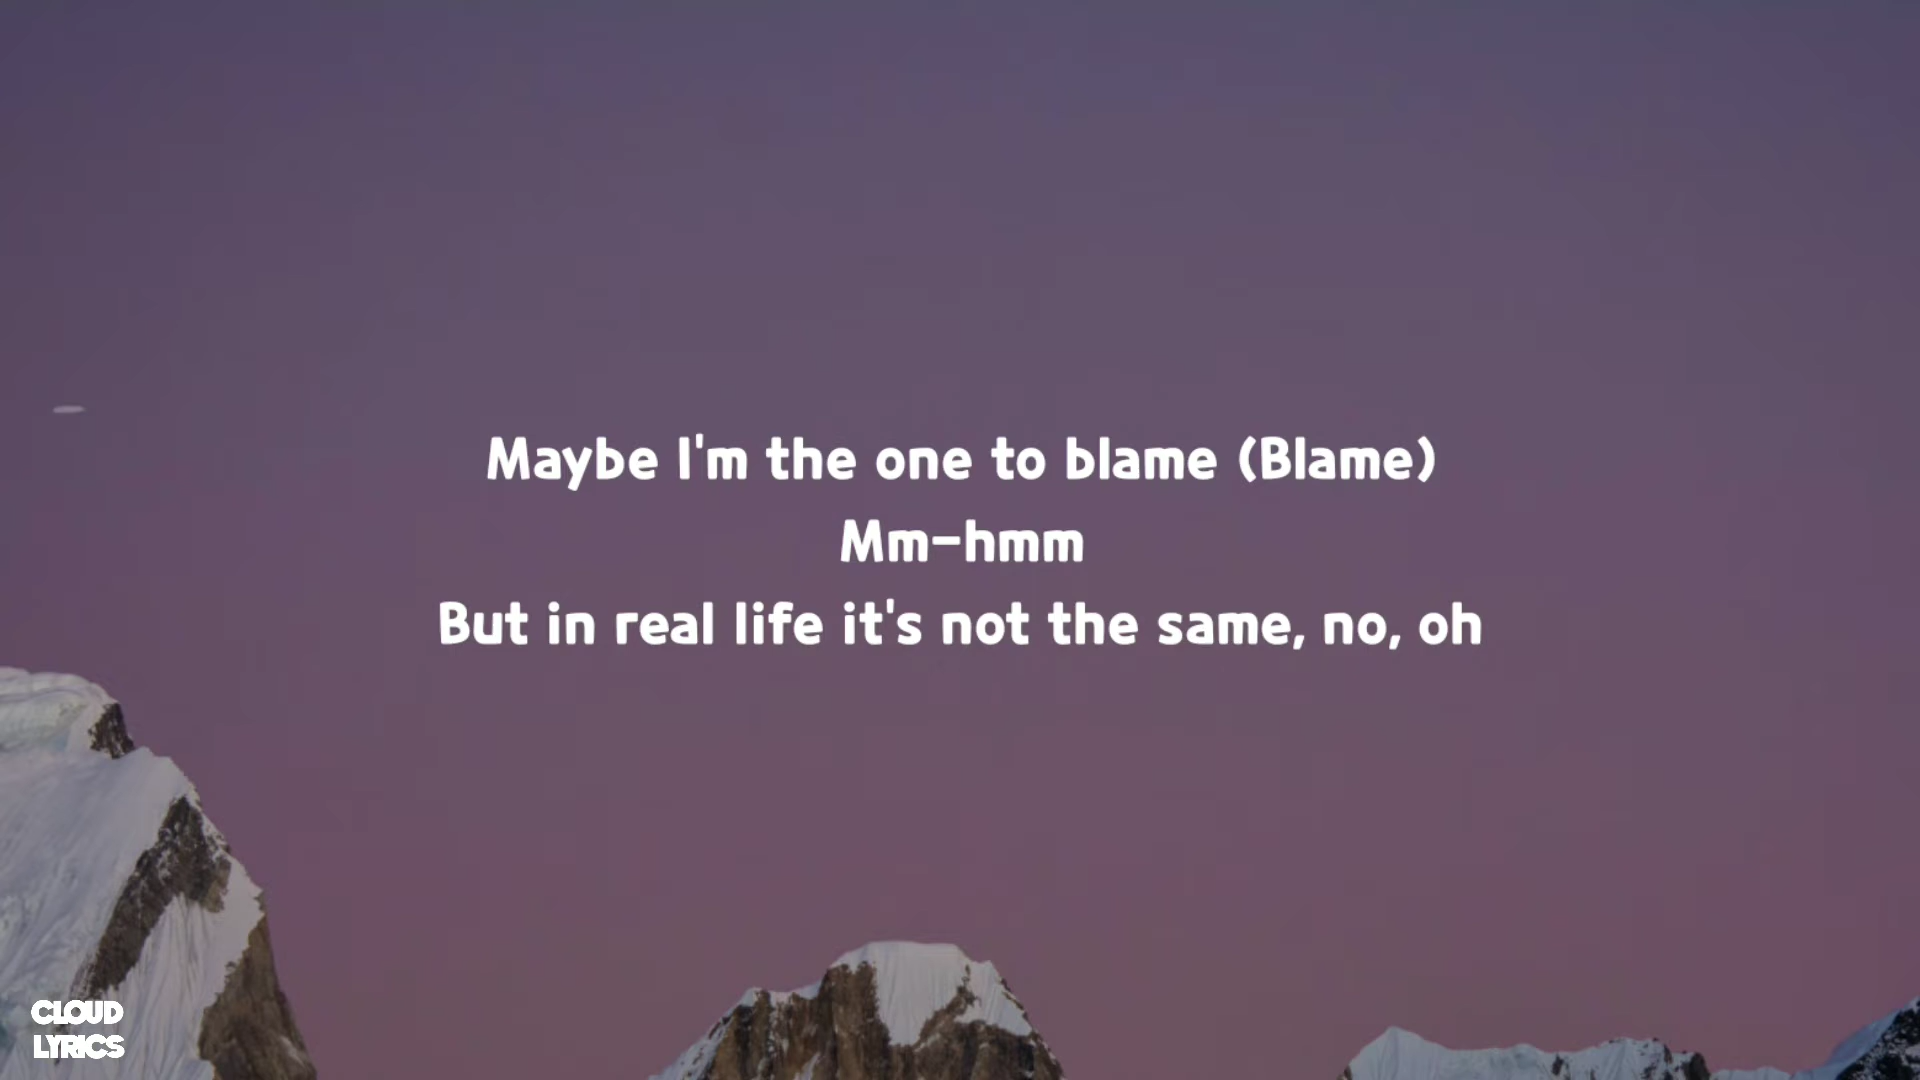 Maybe I'm the one to blame (Blame)
Mm-hmm
But in real life it's not the same, no, oh
CLOUD
LYRICS